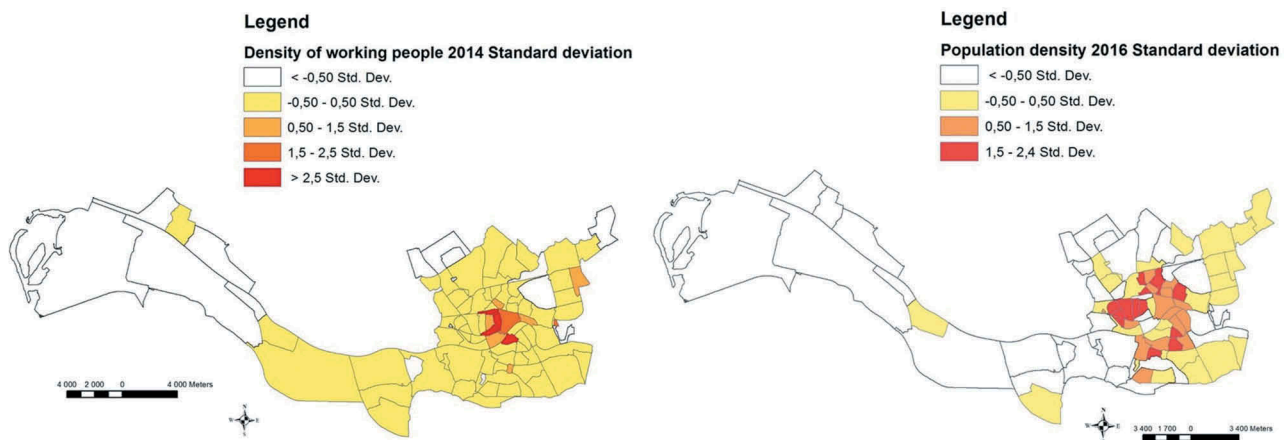 Legend
Density of working people 2014 Standard deviation
< -0,50 Std. Dev.
-0,50 - 0,50 Std. Dev.
0,50 - 1,5 Std. Dev.
1,5 - 2,5 Std. Dev.
> 2,5 Std. Dev.
4 000 2 000 0 4 000 Meters
N
W E
S
Legend
Population density 2016 Standard deviation
< -0,50 Std. Dev.
-0,50 - 0,50 Std. Dev.
0,50 - 1,5 Std. Dev.
1,5 - 2,4 Std. Dev.
N
W E
S
3 400 1 700 0 3 400 Meters